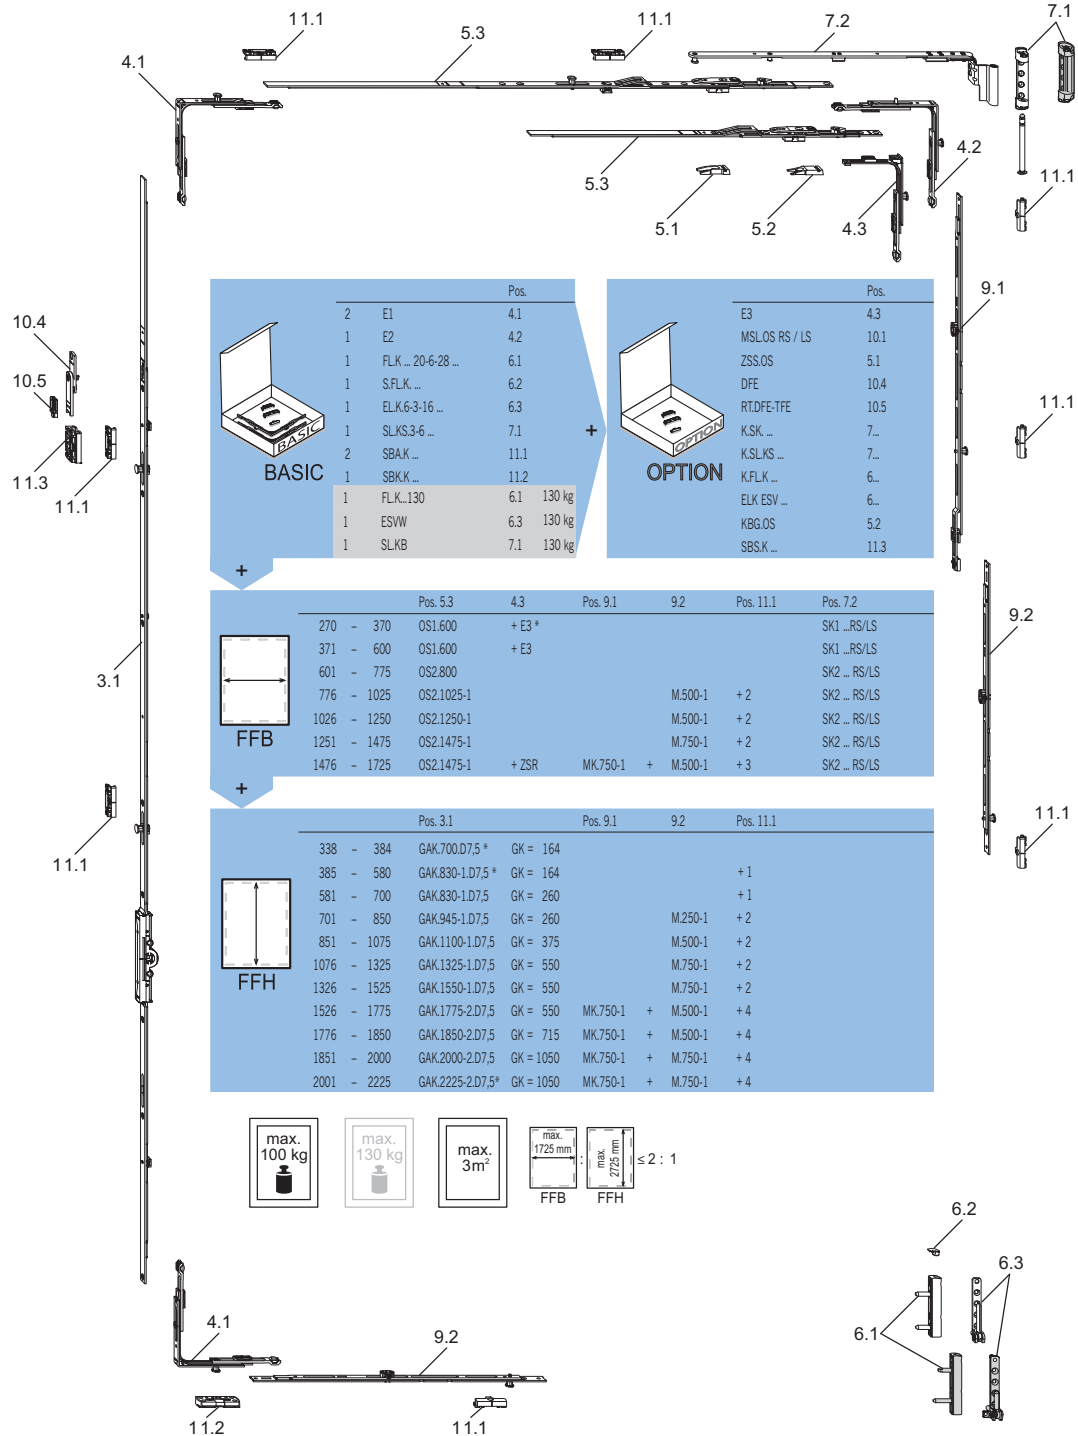 11.1
11.1
7.2
7.1
5.3
4.1
4.2
5.3
11.1
5.1
5.2
4.3
9.1
10.4
10.5
11.3
11.1
11.1
3.1
9.2
11.1
11.1
Pos.
2 E1 4.1
1 E2 4.2
1 FL.K ... 20-6-28 ... 6.1
1 S.FL.K. ... 6.2
1 EL.K.6-3-16 ... 6.3
1 SL.KS.3-6 ... 7.1
2 SBA.K ... 11.1
1 SBK.K ... 11.2
1 FL.K...130 6.1 130 kg
1 ESVW 6.3 130 kg
1 SL.KB 7.1 130 kg
BASIC
BASIC
+
Pos.
E3 4.3
MSL.OS RS / LS 10.1
ZSS.OS 5.1
DFE 10.4
RT.DFE-TFE 10.5
K.SK. ... 7...
K.SL.KS ... 7...
K.FL.K ... 6...
ELK ESV ... 6...
KBG.OS 5.2
SBS.K ... 11.3
OPTION
OPTION
+
Pos. 5.3 4.3 Pos. 9.1 9.2 Pos. 11.1 Pos. 7.2
270 – 370 OS1.600 + E3 * SK1 ...RS/LS
371 – 600 OS1.600 + E3 SK1 ...RS/LS
601 – 775 OS2.800 SK2 ... RS/LS
776 – 1025 OS2.1025-1 M.500-1 + 2 SK2 ... RS/LS
1026 – 1250 OS2.1250-1 M.500-1 + 2 SK2 ... RS/LS
1251 – 1475 OS2.1475-1 M.750-1 + 2 SK2 ... RS/LS
1476 – 1725 OS2.1475-1 + ZSR MK.750-1 + M.500-1 + 3 SK2 ... RS/LS
FFB
+
Pos. 3.1 Pos. 9.1 9.2 Pos. 11.1
338 – 384 GAK.700.D7,5 * GK = 164
385 – 580 GAK.830-1.D7,5 * GK = 164 + 1
581 – 700 GAK.830-1.D7,5 GK = 260 + 1
701 – 850 GAK.945-1.D7,5 GK = 260 M.250-1 + 2
851 – 1075 GAK.1100-1.D7,5 GK = 375 M.500-1 + 2
1076 – 1325 GAK.1325-1.D7,5 GK = 550 M.750-1 + 2
1326 – 1525 GAK.1550-1.D7,5 GK = 550 M.750-1 + 2
1526 – 1775 GAK.1775-2.D7,5 GK = 550 MK.750-1 + M.500-1 + 4
1776 – 1850 GAK.1850-2.D7,5 GK = 715 MK.750-1 + M.500-1 + 4
1851 – 2000 GAK.2000-2.D7,5 GK = 1050 MK.750-1 + M.750-1 + 4
2001 – 2225 GAK.2225-2.D7,5* GK = 1050 MK.750-1 + M.750-1 + 4
FFH
max.
100 kg
max.
130 kg
max.
3m²
max.
1725 mm
FFB
:
max.
2725 mm
FFH
≤ 2 : 1
6.2
6.3
6.1
4.1
9.2
11.2
11.1